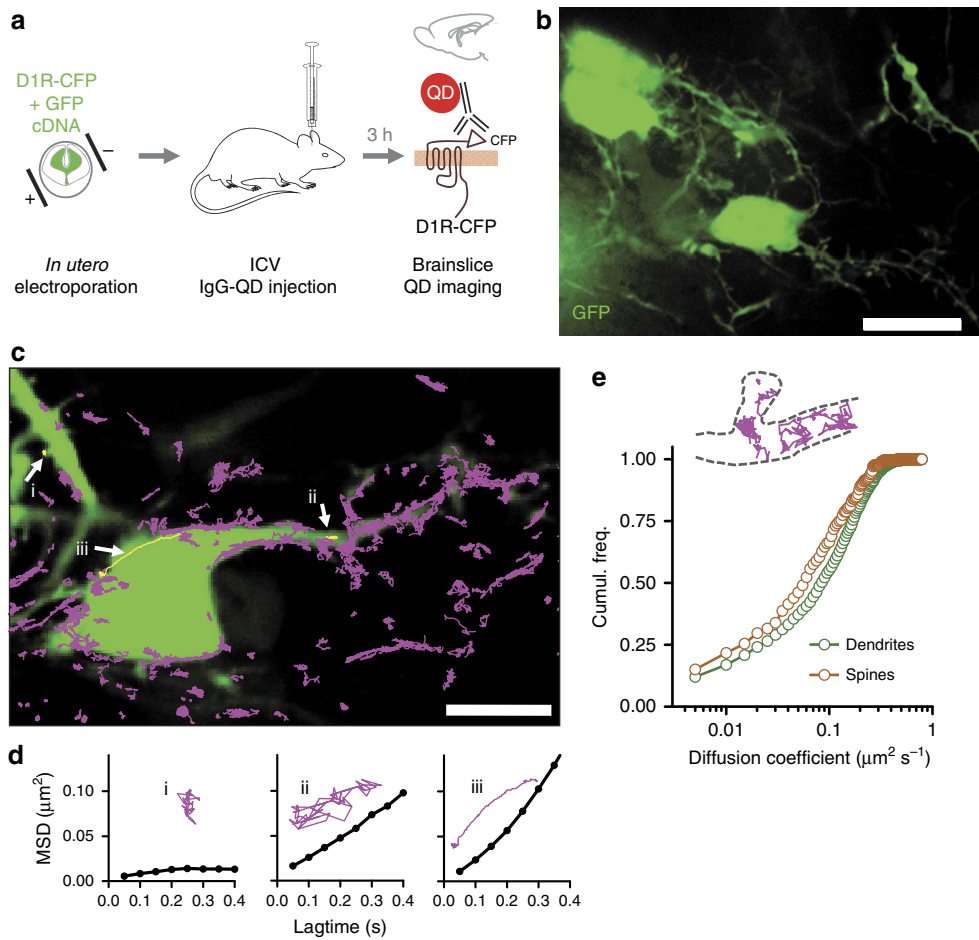 a
D1R-CFP
+ GFP
cDNA
−
+
In utero
electroporation
ICV
IgG-QD injection
3 h
QD
CFP
D1R-CFP
Brainslice
QD imaging
b
GFP
c
i
ii
iii
d
MSD (μm²)
0.10
0.05
0.00
i
0.0 0.1 0.2 0.3 0.4
ii
0.0 0.1 0.2 0.3 0.4
iii
0.0 0.1 0.2 0.3 0.4
Lagtime (s)
e
Cumul. freq.
1.00
0.75
0.50
0.25
0.00
Dendrites
Spines
0.01 0.1 1
Diffusion coefficient (μm² s⁻¹)